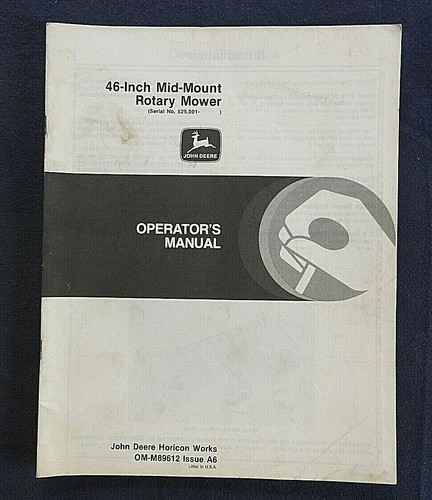 46-Inch Mid-Mount
Rotary Mower
(Serial No. 525,001- )
JOHN DEERE
OPERATOR'S
MANUAL
John Deere Horicon Works
OM-M89612 Issue A6
Litho in U.S.A.